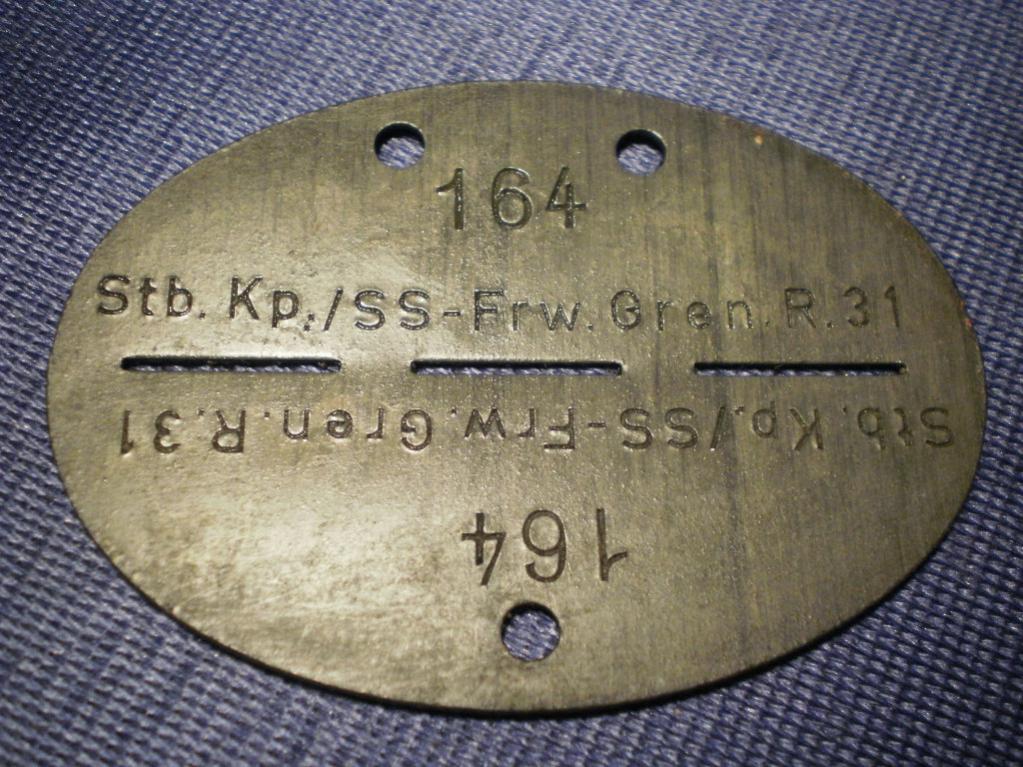 164
Stb. Kp./SS-Frw. Gren. R. 31
Stb. Kp./SS-Frw. Gren. R. 31
164